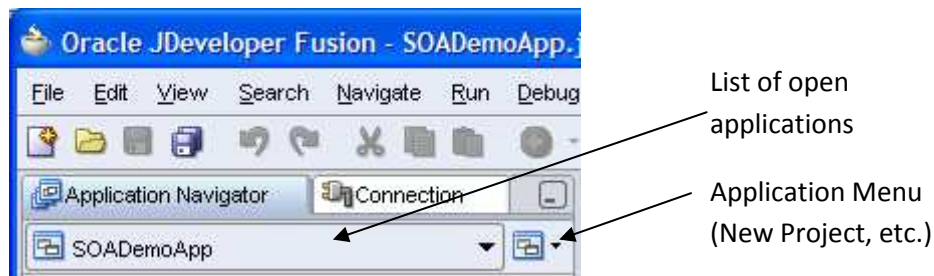 Oracle JDeveloper Fusion - SOADemoApp.j
File Edit View Search Navigate Run Debug
Application Navigator Connection
SOADemoApp
List of open
applications
Application Menu
(New Project, etc.)